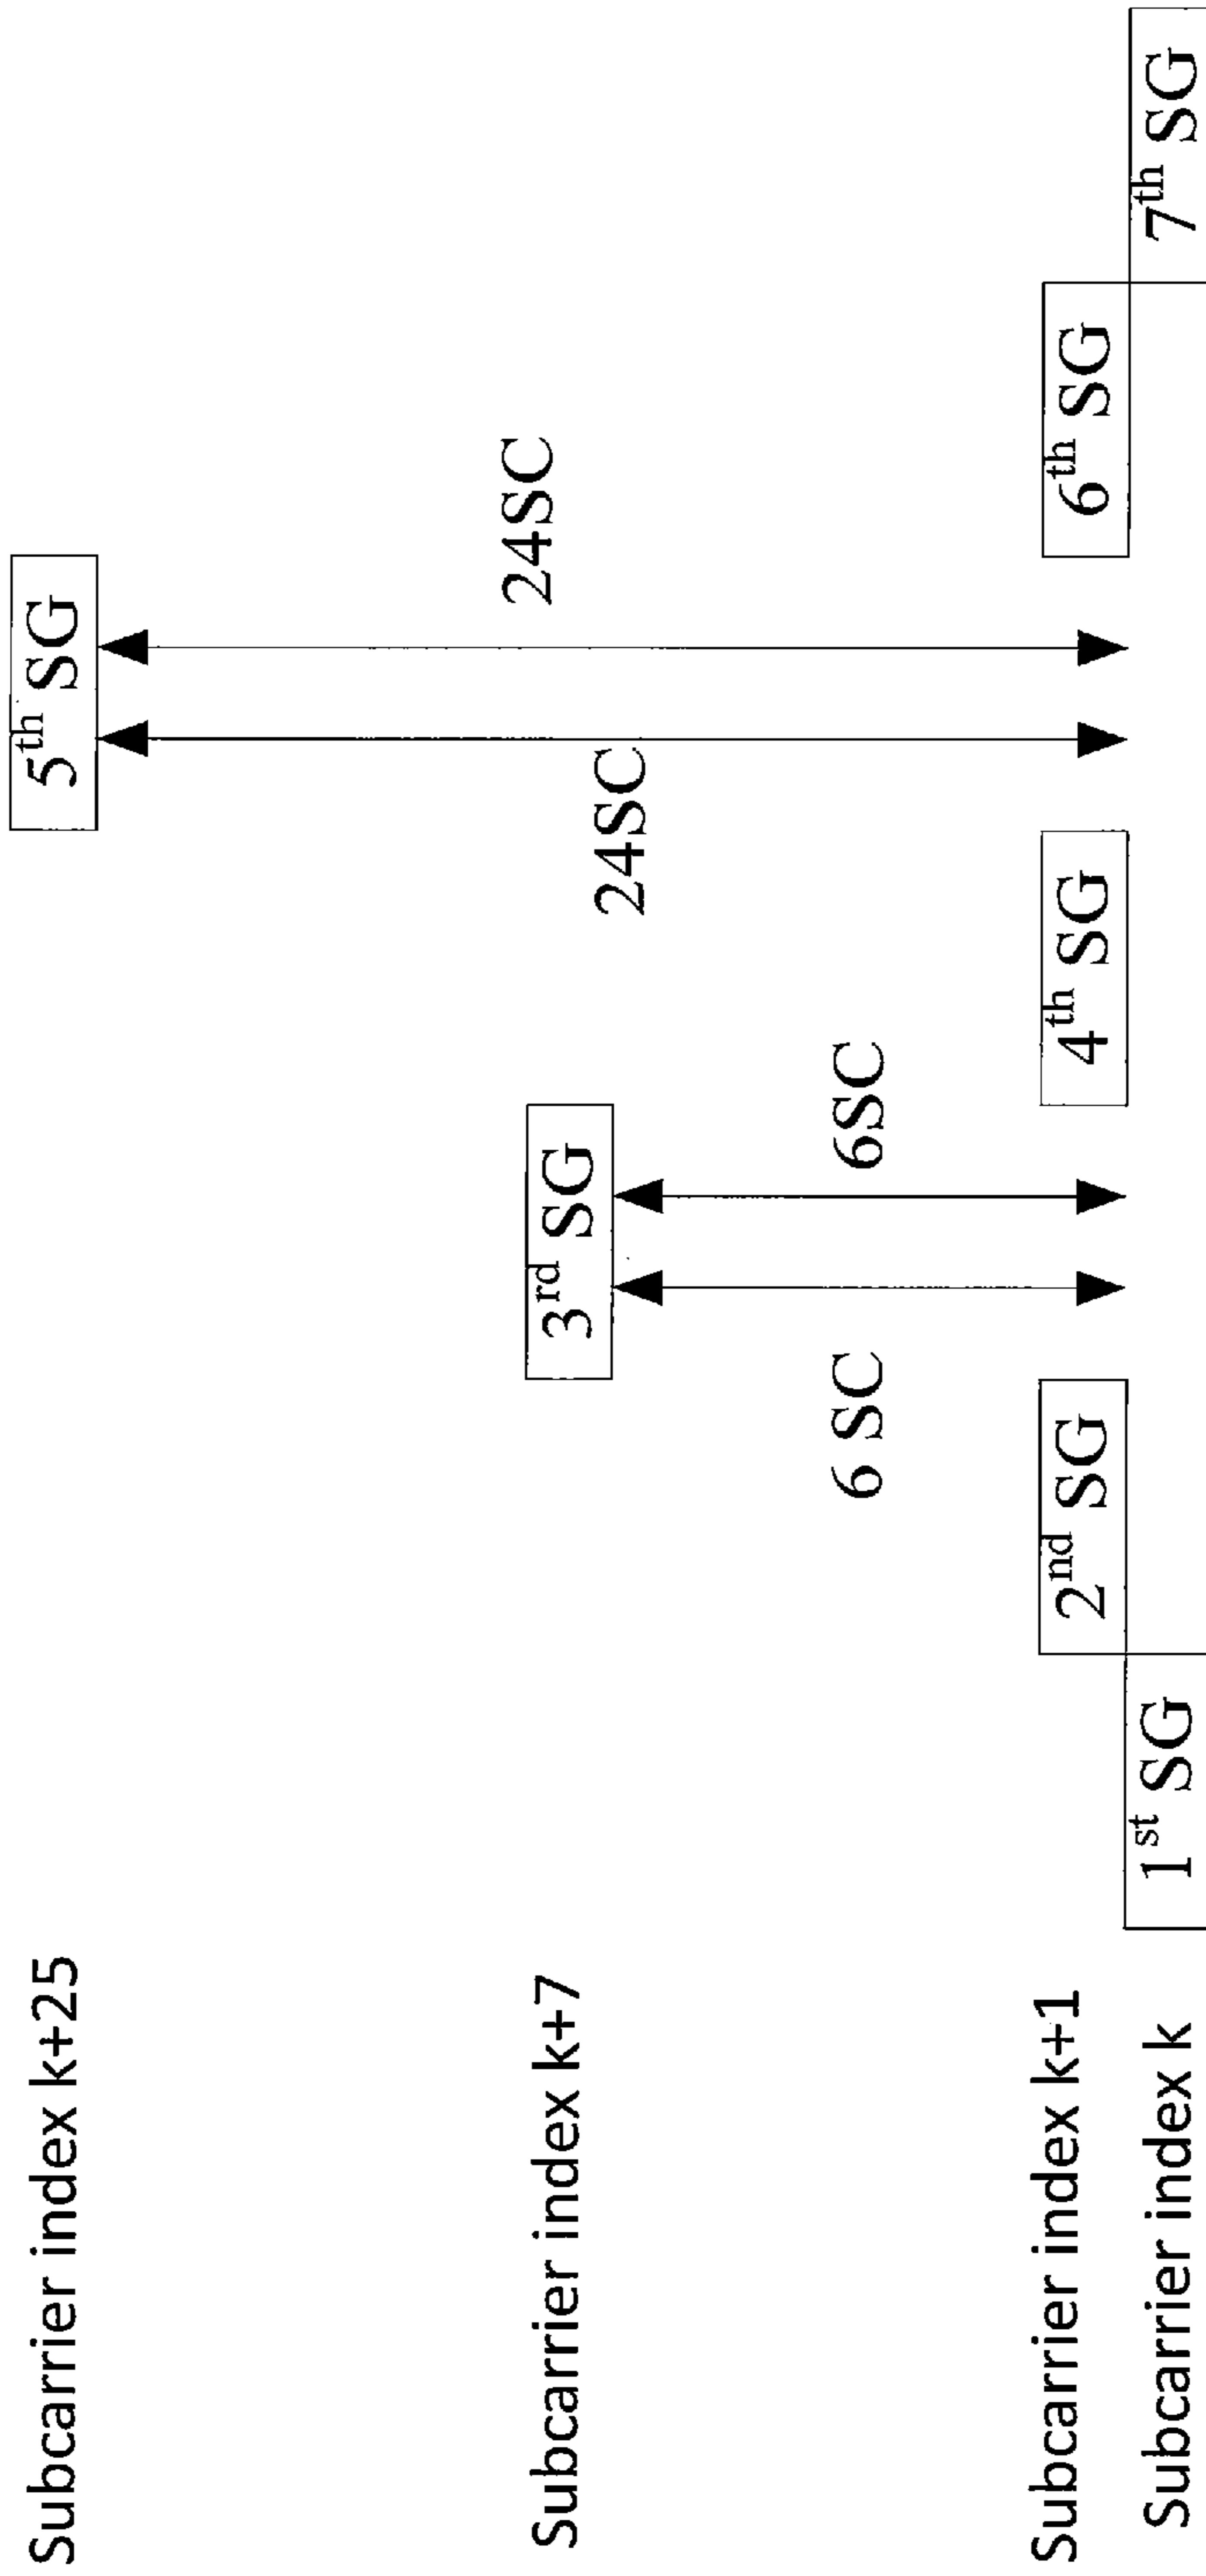 Subcarrier index k+25
5th SG
24SC
24SC
Subcarrier index k+7
3rd SG
6 SC
6SC
Subcarrier index k+1
2nd SG
4th SG
6th SG
Subcarrier index k
1st SG
7th SG